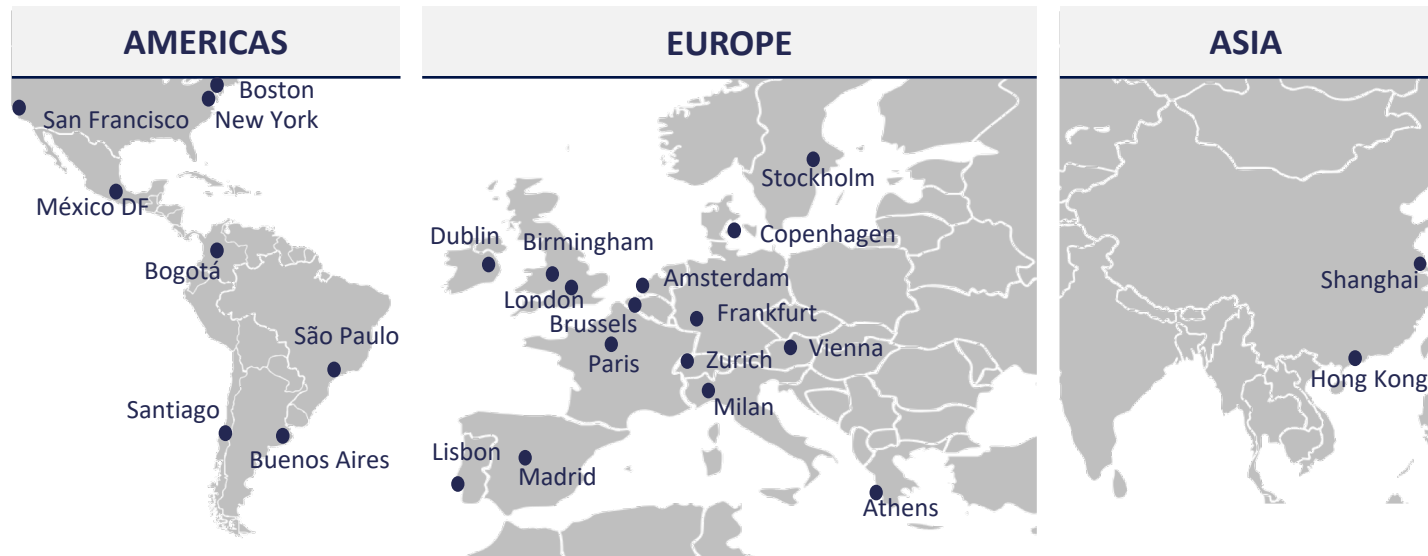 AMERICAS
Boston
San Francisco
New York
México DF
Bogotá
São Paulo
Santiago
Buenos Aires
EUROPE
Stockholm
Copenhagen
Dublin
Birmingham
Amsterdam
London
Brussels
Frankfurt
Paris
Zurich
Vienna
Milan
Lisbon
Madrid
Athens
ASIA
Shanghai
Hong Kong